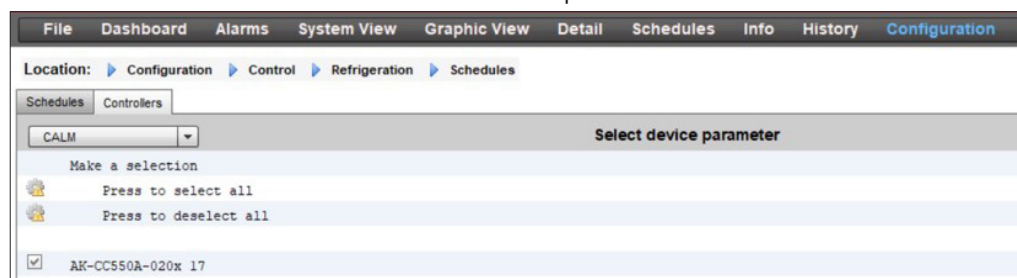 File Dashboard Alarms System View Graphic View Detail Schedules Info History Configuration
Location: Configuration Control Refrigeration Schedules
Schedules Controllers
CALM Select device parameter
Make a selection
Press to select all
Press to deselect all
AK-CC550A-020x 17